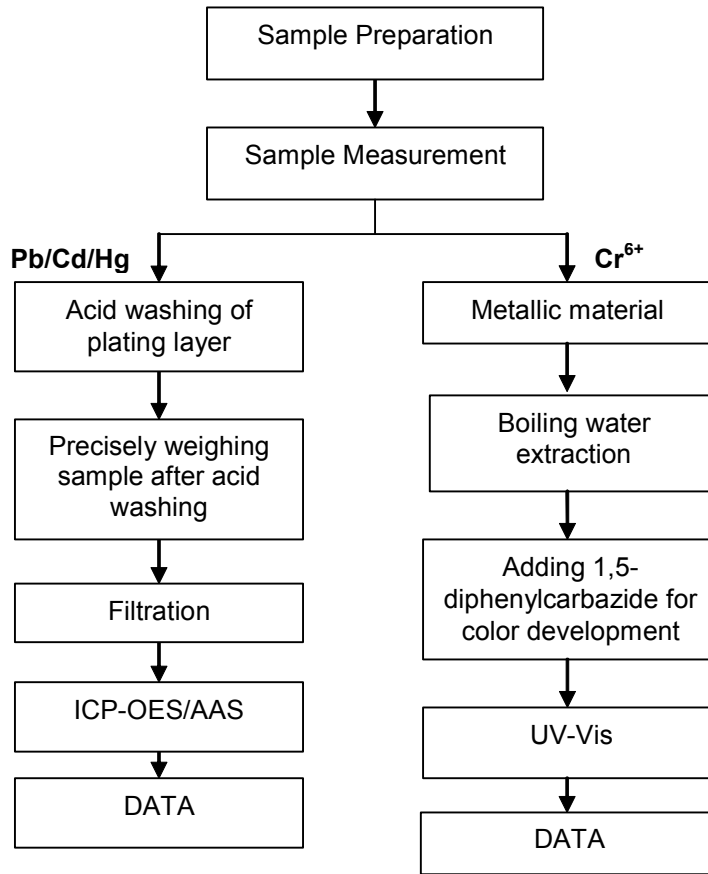 Sample Preparation
Sample Measurement
Pb/Cd/Hg
Acid washing of
plating layer
Precisely weighing
sample after acid
washing
Filtration
ICP-OES/AAS
DATA
Cr⁶⁺
Metallic material
Boiling water
extraction
Adding 1,5-
diphenylcarbazide for
color development
UV-Vis
DATA